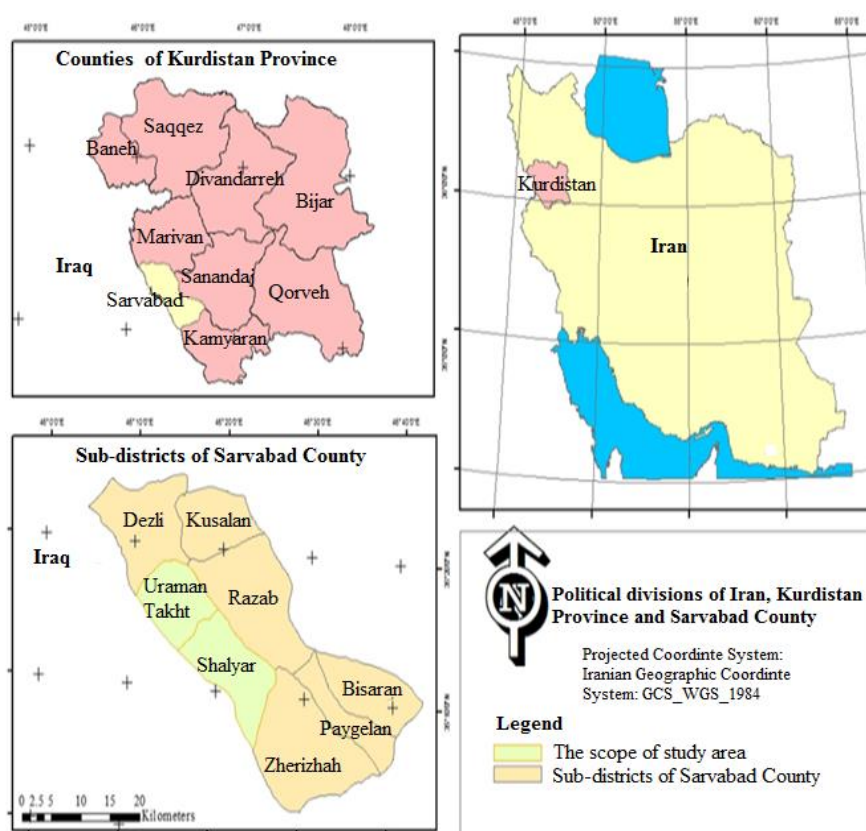 Counties of Kurdistan Province
Saqqez
Baneh
Divandarreh
Bijar
Marivan
Iraq
Sanandaj
Sarvabad
Qorveh
Kamyaran
Kurdistan
Iran
Sub-districts of Sarvabad County
Dezli
Kusalan
Iraq
Uraman
Takht
Razab
Shalyar
Bisaran
Paygelan
Zherizhah
0 2.5 5 10 15 20
Kilometers
N
Political divisions of Iran, Kurdistan
Province and Sarvabad County
Projected Coordinte System:
Iranian Geographic Coordinte
System: GCS_WGS_1984
Legend
The scope of study area
Sub-districts of Sarvabad County